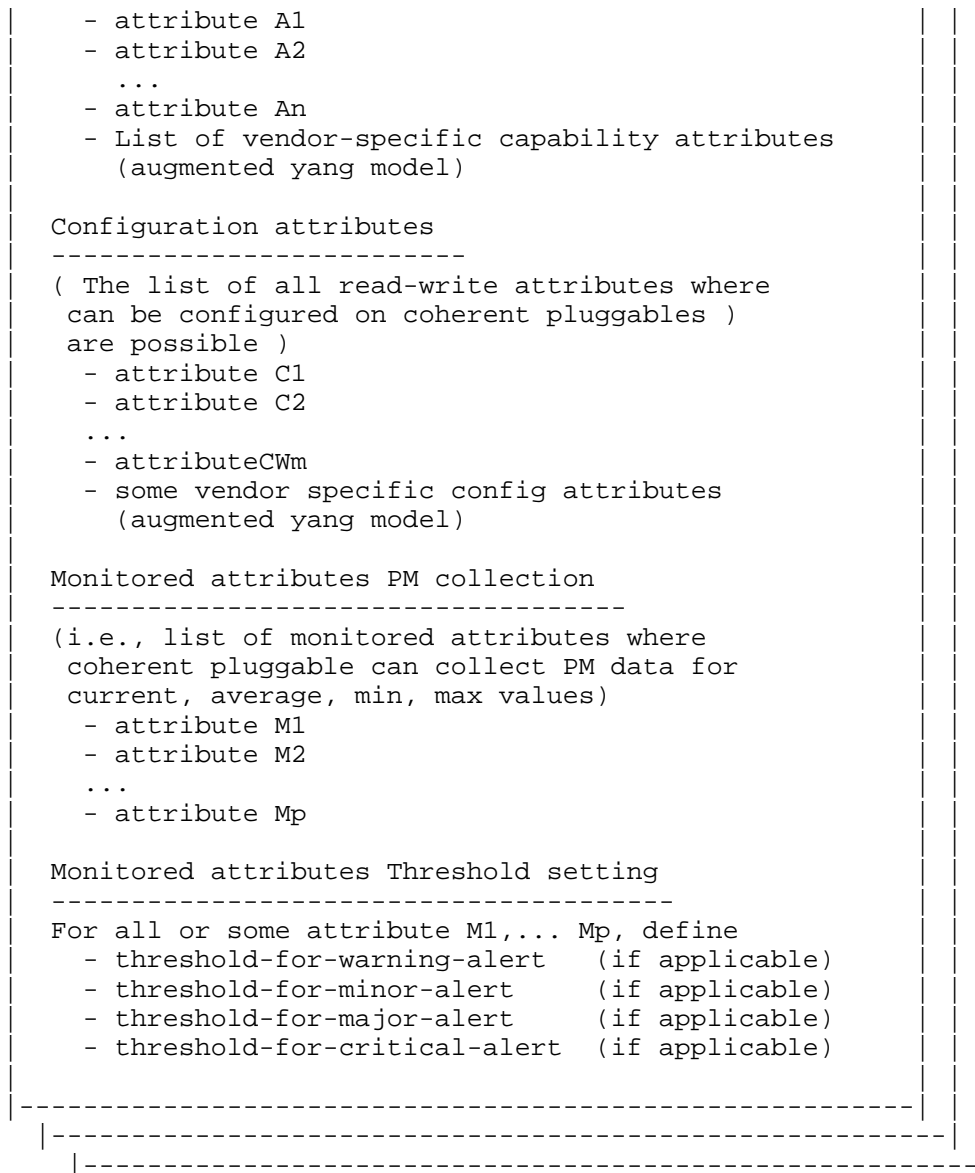 |    - attribute A1                                       | |
|    - attribute A2                                       | |
|      ...                                                | |
|    - attribute An                                       | |
|    - List of vendor-specific capability attributes      | |
|      (augmented yang model)                             | |
|                                                         | |
|  Configuration attributes                               | |
|  --------------------------                             | |
|  ( The list of all read-write attributes where          | |
|   can be configured on coherent pluggables )            | |
|   are possible )                                        | |
|    - attribute C1                                       | |
|    - attribute C2                                       | |
|    ...                                                  | |
|    - attributeCWm                                       | |
|    - some vendor specific config attributes             | |
|      (augmented yang model)                             | |
|                                                         | |
|  Monitored attributes PM collection                     | |
|  ------------------------------------                   | |
|  (i.e., list of monitored attributes where              | |
|   coherent pluggable can collect PM data for            | |
|   current, average, min, max values)                    | |
|    - attribute M1                                       | |
|    - attribute M2                                       | |
|    ...                                                  | |
|    - attribute Mp                                       | |
|                                                         | |
|  Monitored attributes Threshold setting                 | |
|  ---------------------------------------                | |
|  For all or some attribute M1,... Mp, define            | |
|    - threshold-for-warning-alert   (if applicable)      | |
|    - threshold-for-minor-alert     (if applicable)      | |
|    - threshold-for-major-alert     (if applicable)      | |
|    - threshold-for-critical-alert  (if applicable)      | |
|                                                         | |
|---------------------------------------------------------| |
  |---------------------------------------------------------|
    |--------------------------------------------------------